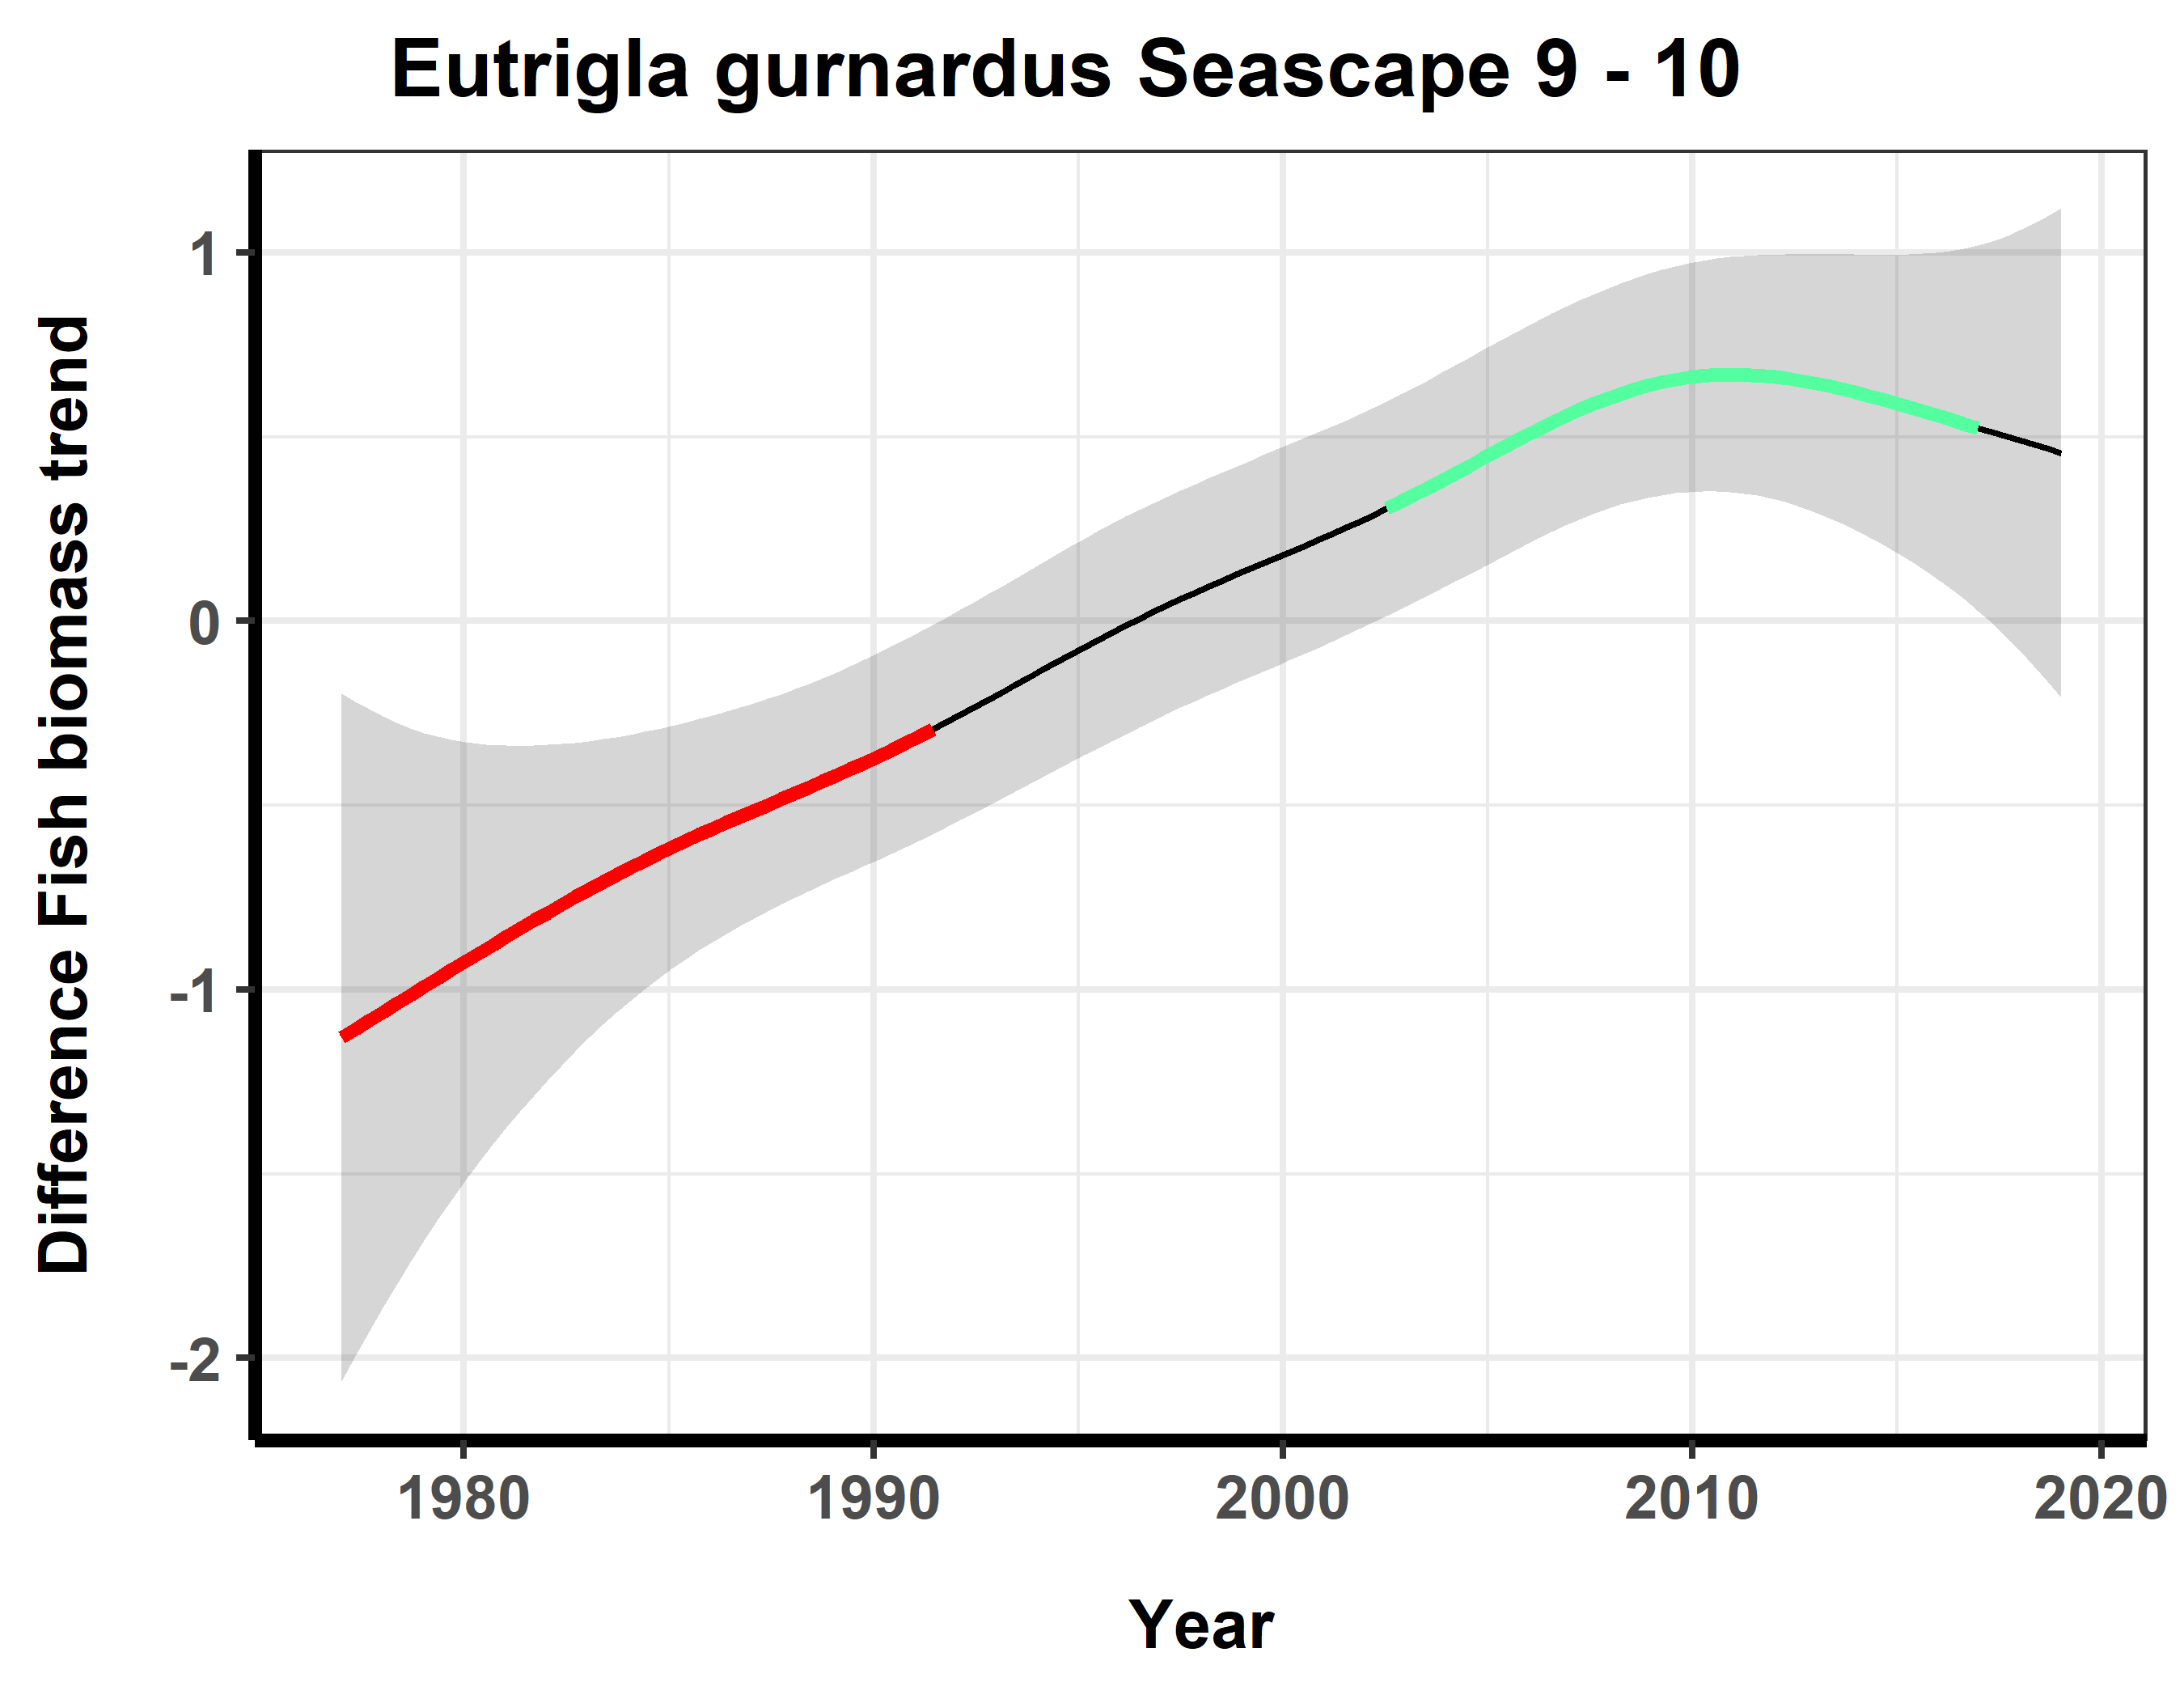 Eutrigla gurnardus Seascape 9 - 10
Difference Fish biomass trend
1
0
-1
-2
1980 1990 2000 2010 2020
Year